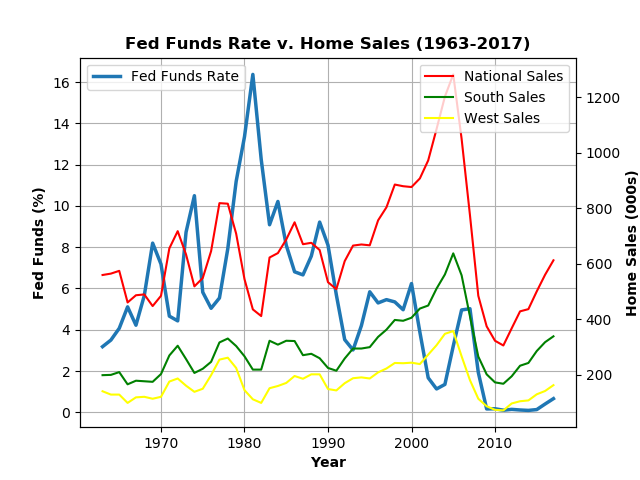 Fed Funds Rate v. Home Sales (1963-2017)
Fed Funds Rate
National Sales
South Sales
West Sales
Fed Funds (%)
16
14
12
10
8
6
4
2
0
1200
1000
800
600
400
200
Home Sales (000s)
1970 1980 1990 2000 2010
Year